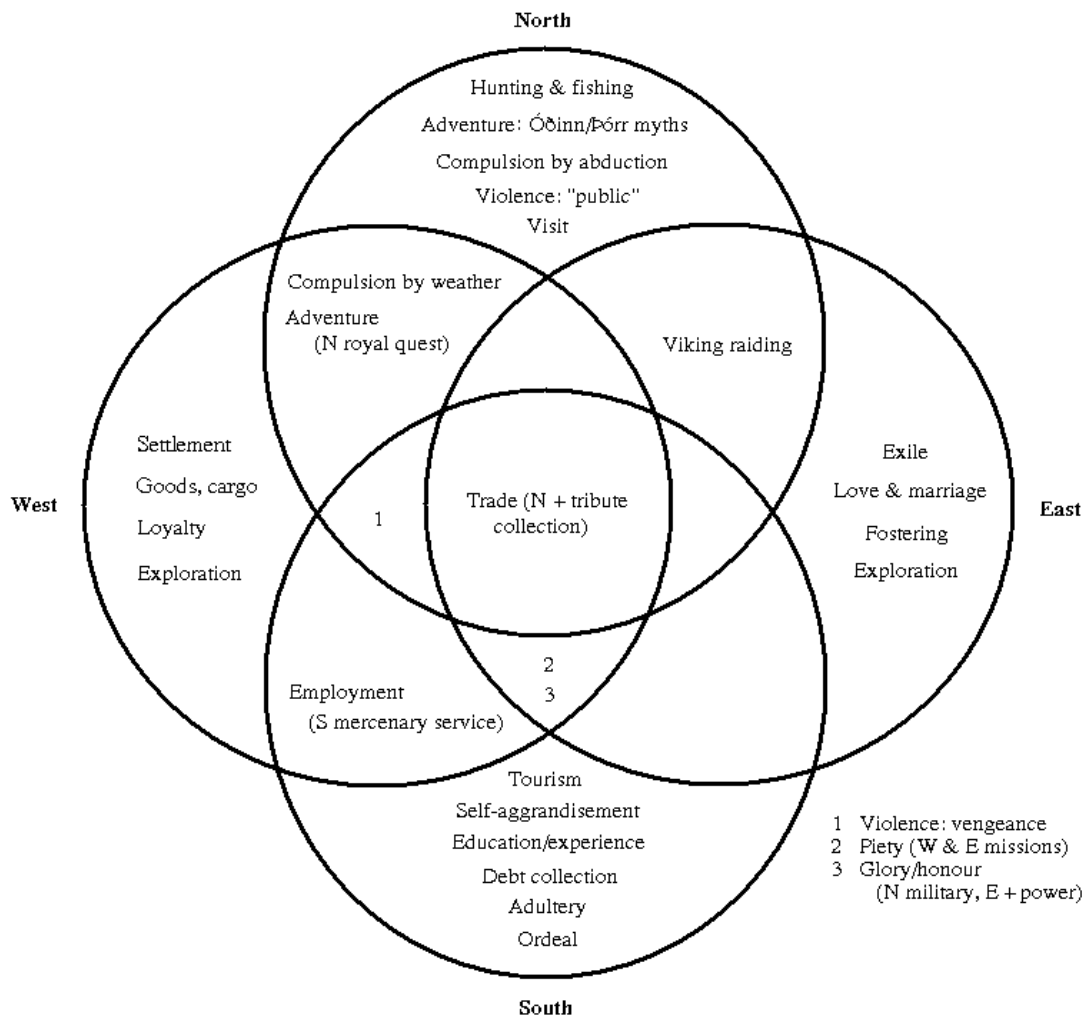 North
Hunting & fishing
Adventure: Óðinn/Þórr myths
Compulsion by abduction
Violence: "public"
Visit
Compulsion by weather
Adventure
(N royal quest)
Viking raiding
West
Settlement
Goods, cargo
Loyalty
Exploration
1
Trade (N + tribute
collection)
Exile
Love & marriage
Fostering
Exploration
East
2
3
Employment
(S mercenary service)
Tourism
Self-aggrandisement
Education/experience
Debt collection
Adultery
Ordeal
South
1 Violence: vengeance
2 Piety (W & E missions)
3 Glory/honour
(N military, E + power)